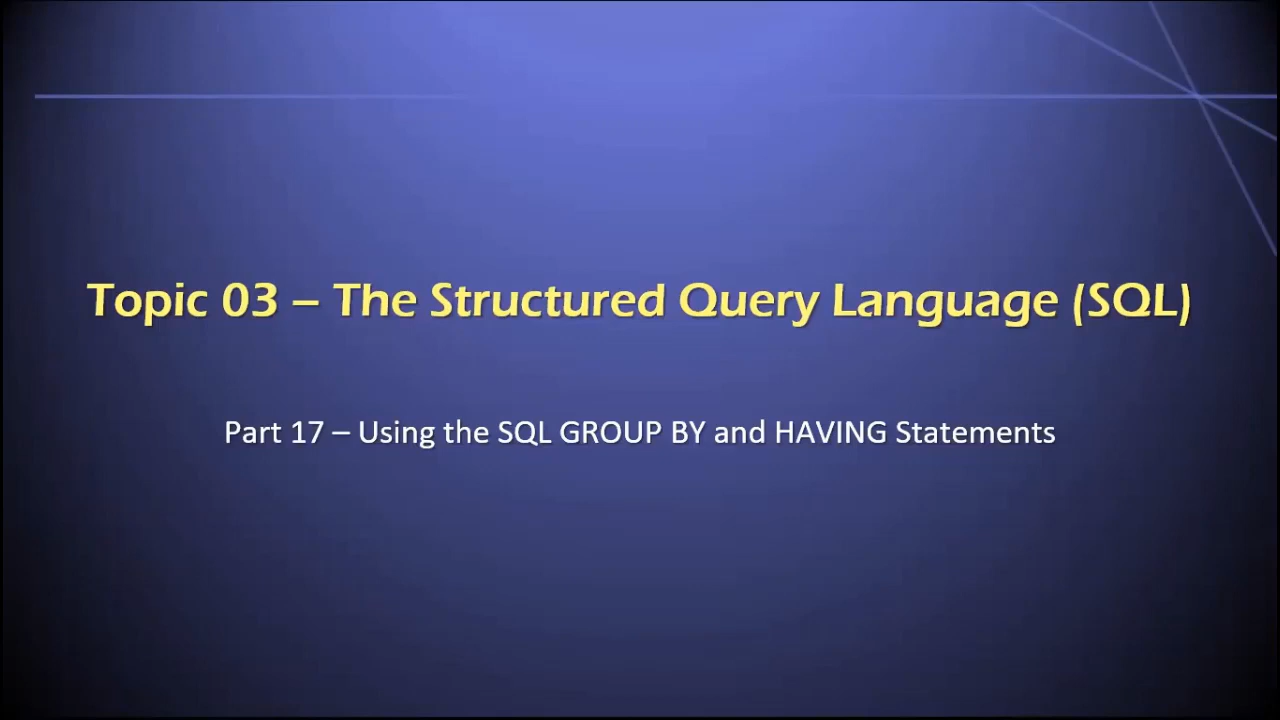 Topic 03 – The Structured Query Language (SQL)
Part 17 – Using the SQL GROUP BY and HAVING Statements